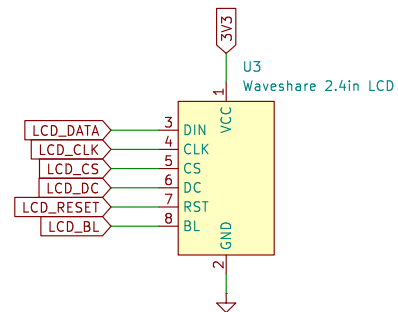 3V3
U3
Waveshare 2.4in LCD
1
VCC
LCD_DATA 3 DIN
LCD_CLK 4 CLK
LCD_CS 5 CS
LCD_DC 6 DC
LCD_RESET 7 RST
LCD_BL 8 BL
GND
2